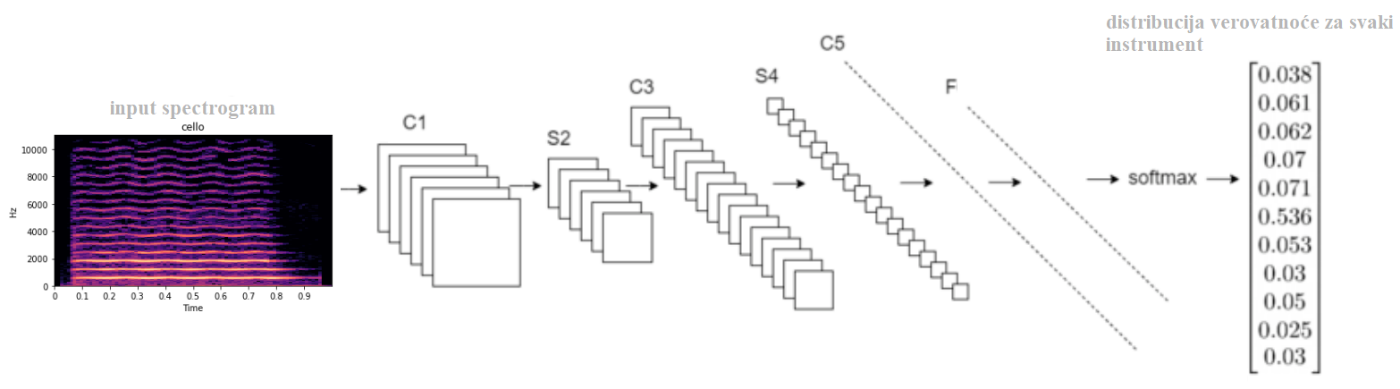 distribucija verovatnoće za svaki
instrument
input spectrogram
cello
10000
8000
6000
4000
2000
0
Hz
0 0.1 0.2 0.3 0.4 0.5 0.6 0.7 0.8 0.9
Time
C1
S2
C3
S4
C5
F
softmax
0.038
0.061
0.062
0.07
0.071
0.536
0.053
0.03
0.05
0.025
0.03